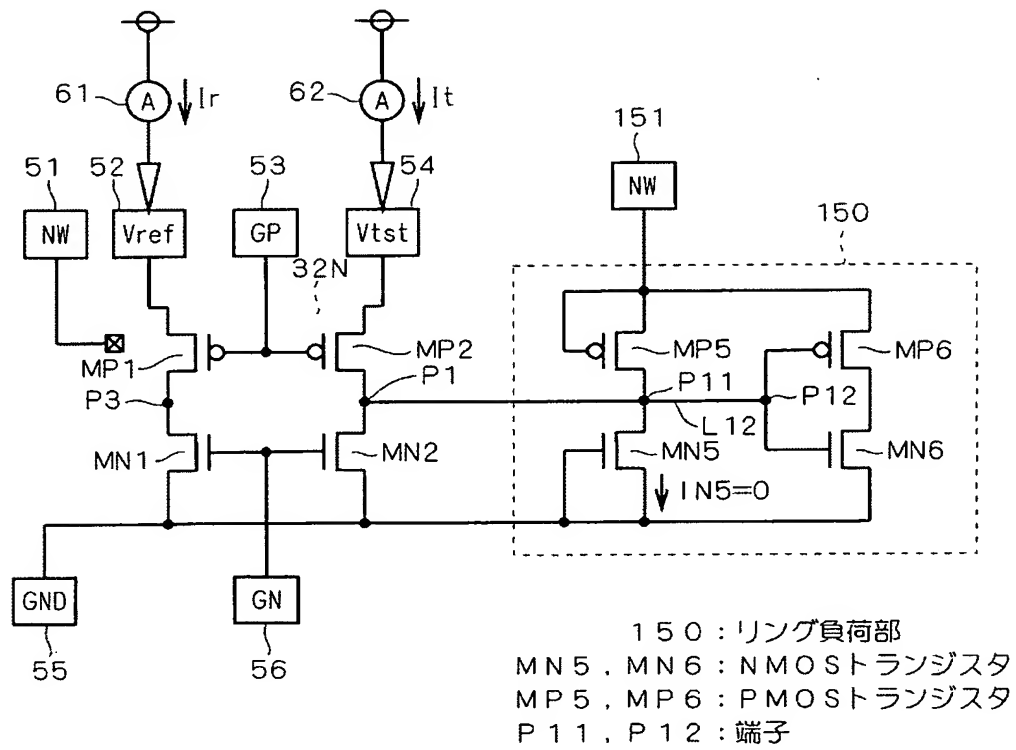 61 A Ir 62 A It
51 52 53 54 151
NW Vref GP Vtst NW
150
32N
MP1 MP2 MP5 MP6
P3 P1 P11 P12
L12
MN1 MN2 MN5 MN6
IN5=0
GND GN
55 56
150:リング負荷部
MN5,MN6:NMOSトランジスタ
MP5,MP6:PMOSトランジスタ
P11,P12:端子